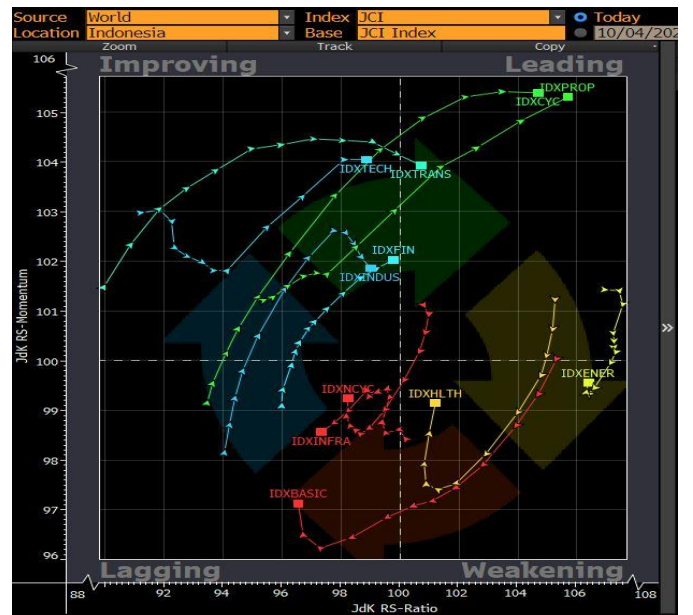 Source World Index JCI Today
Location Indonesia Base JCI Index 10/04/202
Zoom Track Copy
106
Improving Leading
105
IDXPROP
IDXCYC
104
IDXTECH IDXTRANS
103
IDXFIN
102
IDXINDUS
JdK RS-Momentum
101
100
IDXENER
99
IDXNCYC IDXHLTH
IDXINFRA
98
IDXBASIC
97
96
Lagging Weakening
88 92 94 96 98 100 102 104 106 108
JdK RS-Ratio